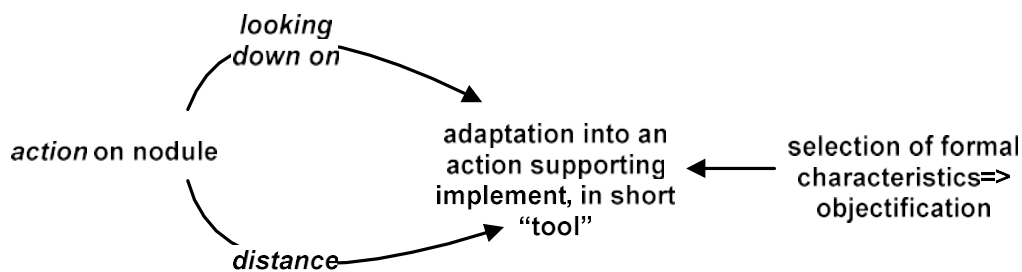 looking
down on
action on nodule
adaptation into an
action supporting
implement, in short
“tool”
selection of formal
characteristics=>
objectification
distance